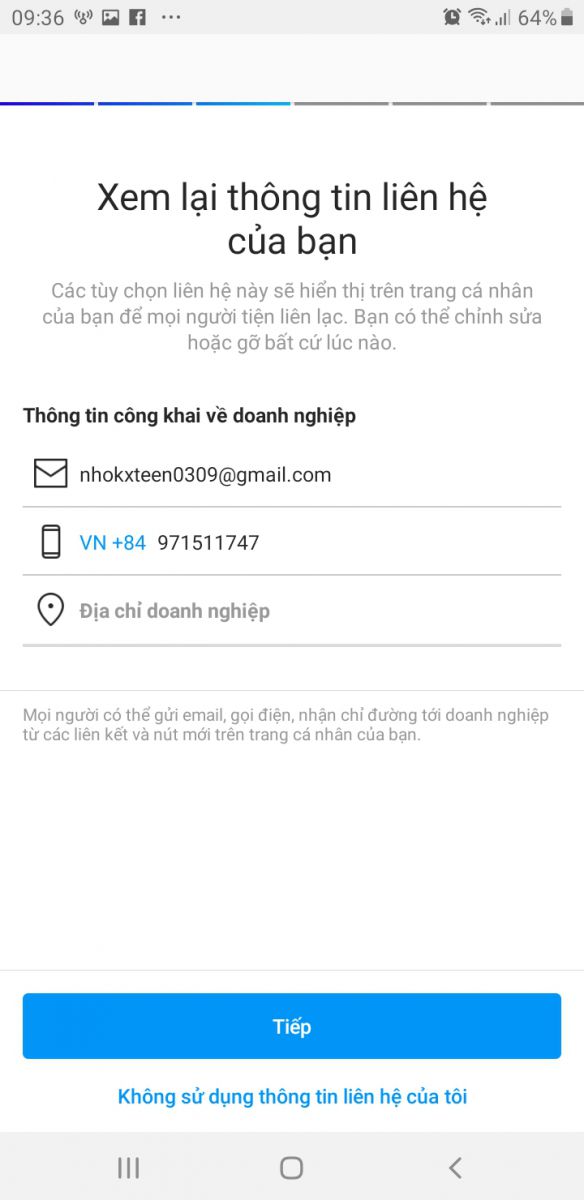 09:36 64%
Xem lại thông tin liên hệ
của bạn
Các tùy chọn liên hệ này sẽ hiển thị trên trang cá nhân
của bạn để mọi người tiện liên lạc. Bạn có thể chỉnh sửa
hoặc gỡ bất cứ lúc nào.
Thông tin công khai về doanh nghiệp
nhokxteen0309@gmail.com
VN +84 971511747
Địa chỉ doanh nghiệp
Mọi người có thể gửi email, gọi điện, nhận chỉ đường tới doanh nghiệp
từ các liên kết và nút mới trên trang cá nhân của bạn.
Tiếp
Không sử dụng thông tin liên hệ của tôi